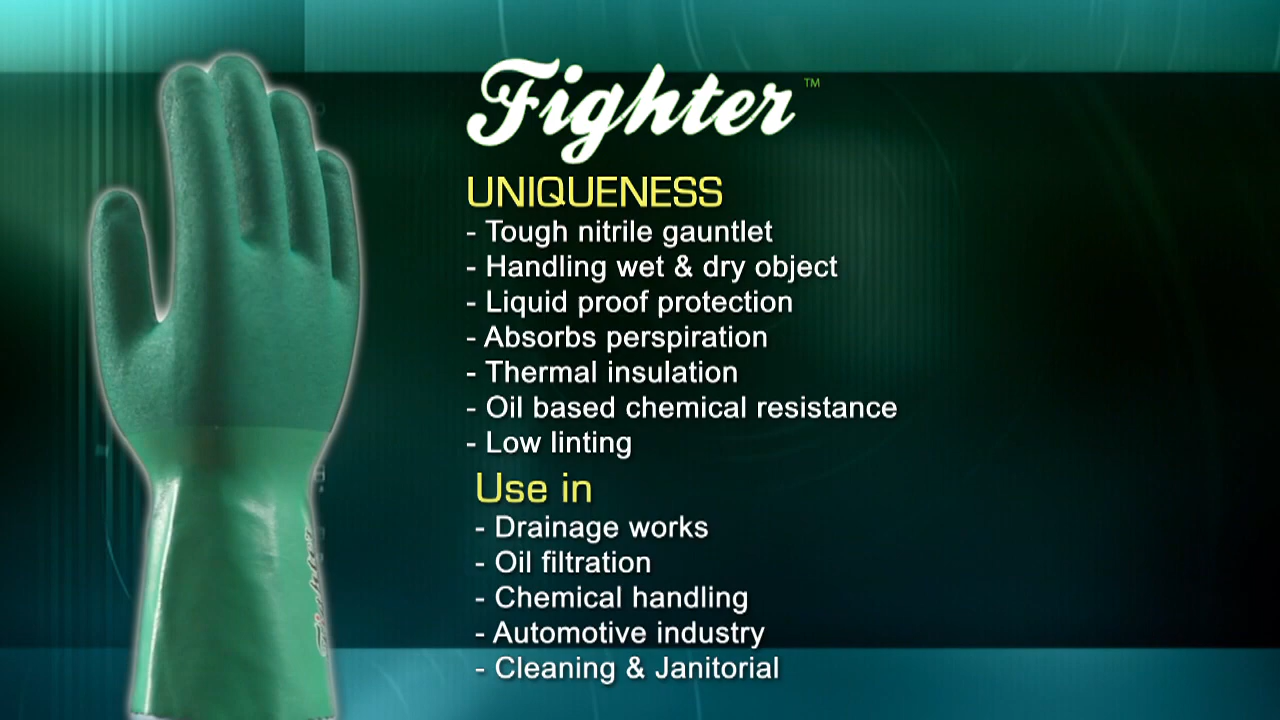 Fighter™
UNIQUENESS
- Tough nitrile gauntlet
- Handling wet & dry object
- Liquid proof protection
- Absorbs perspiration
- Thermal insulation
- Oil based chemical resistance
- Low linting
Use in
- Drainage works
- Oil filtration
- Chemical handling
- Automotive industry
- Cleaning & Janitorial